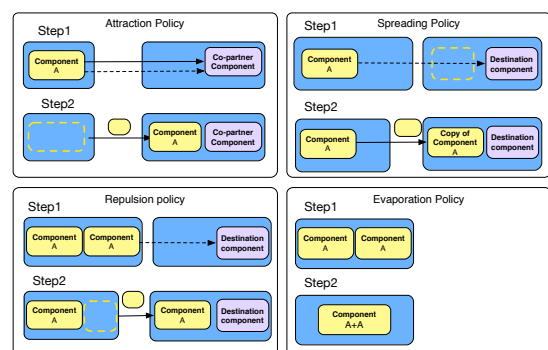 Attraction Policy
Step1
Component
A
Co-partner
Component
Step2
Component
A
Co-partner
Component
Spreading Policy
Step1
Component
A
Destination
component
Step2
Component
A
Copy of
Component
A
Destination
component
Repulsion policy
Step1
Component
A
Component
A
Destination
component
Step2
Component
A
Component
A
Destination
component
Evaporation Policy
Step1
Component
A
Component
A
Step2
Component
A+A